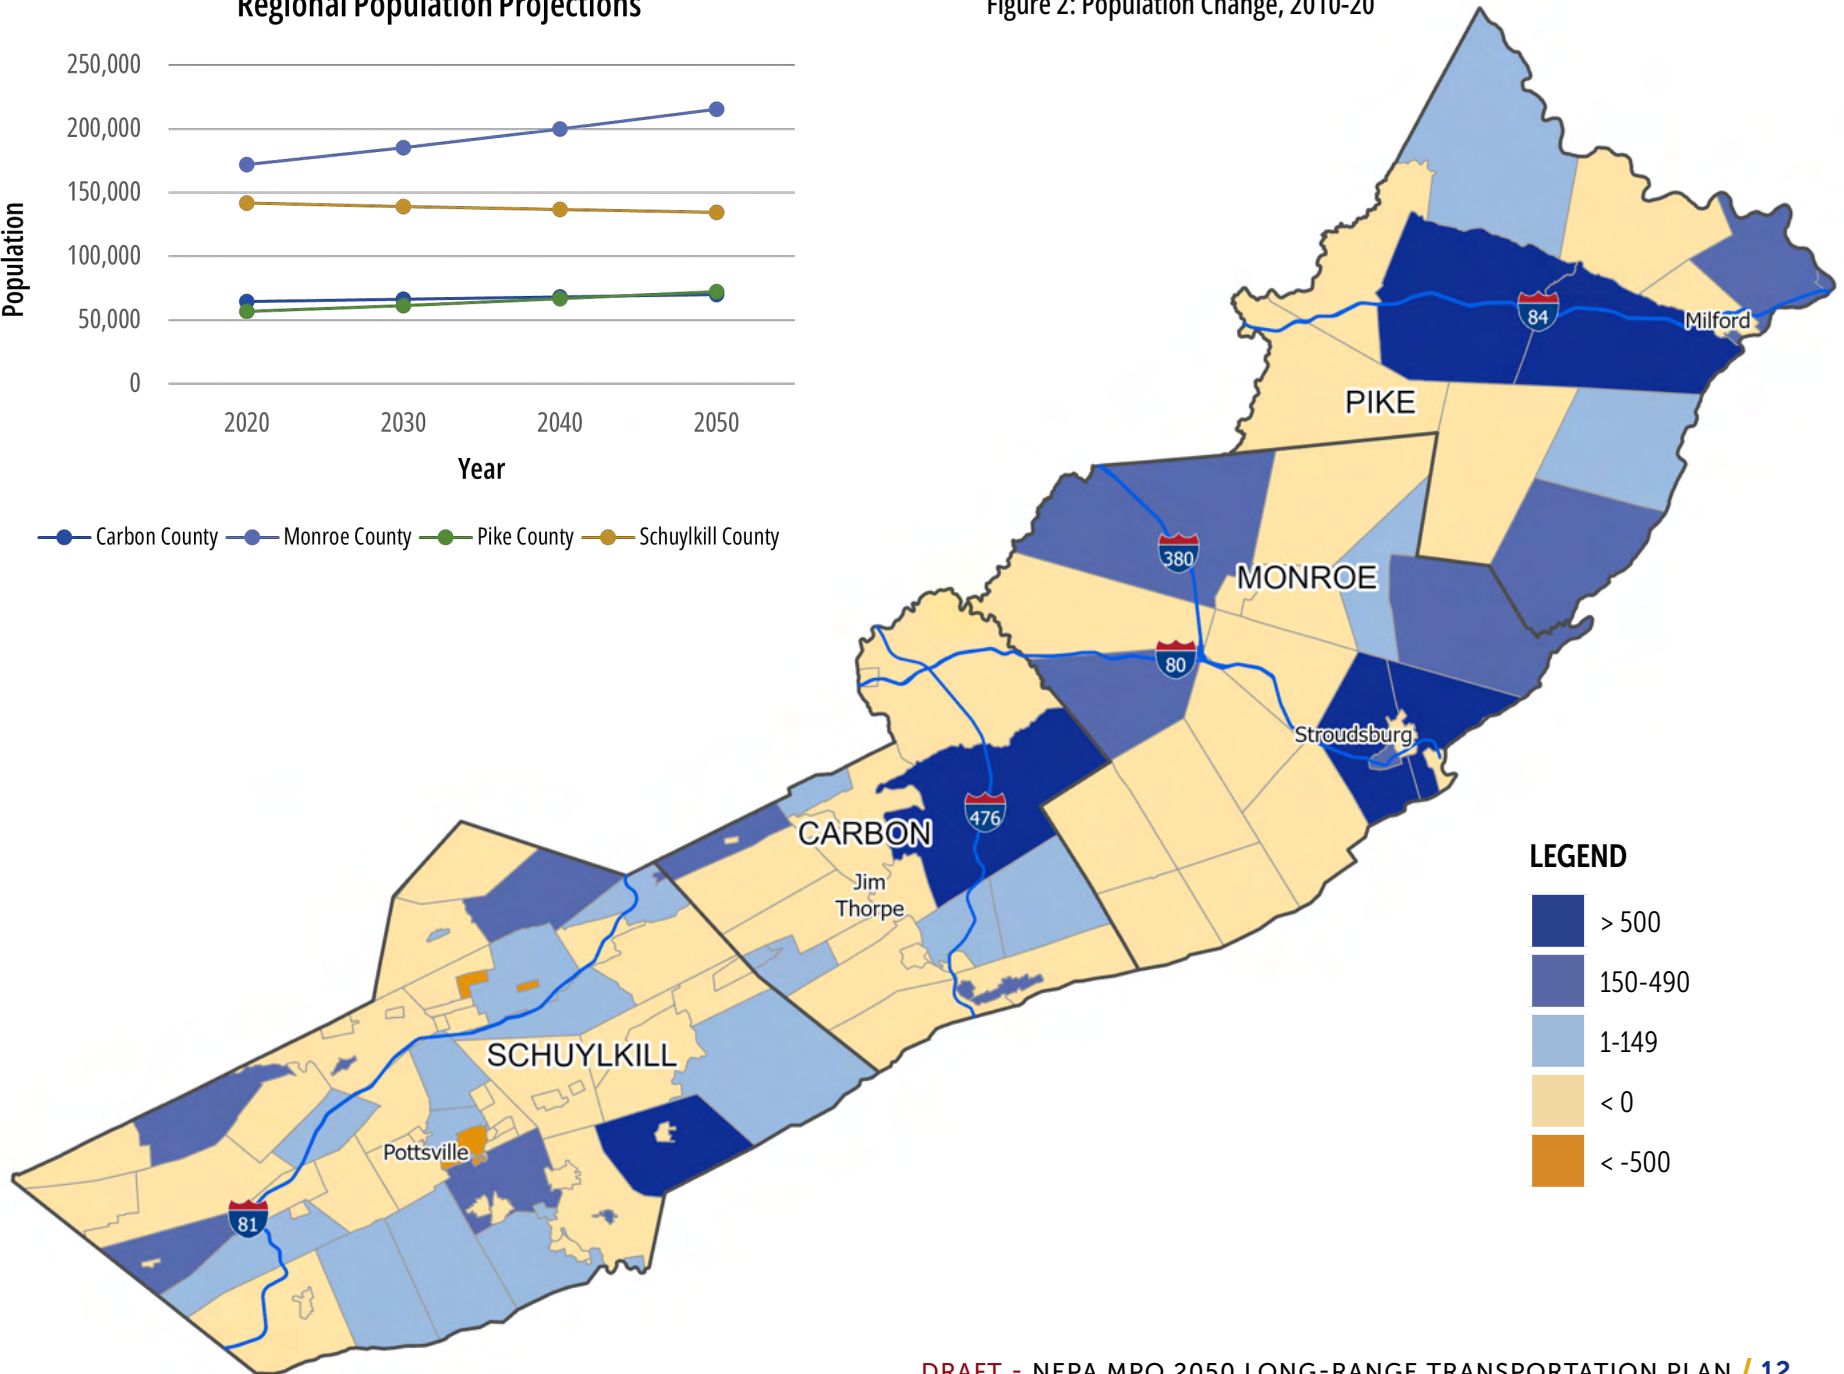 Regional Population Projections
Figure 2: Population Change, 2010-20
250,000
200,000
150,000
100,000
50,000
0
Population
2020 2030 2040 2050
Year
Carbon County Monroe County Pike County Schuylkill County
84
Milford
PIKE
380
MONROE
80
Stroudsburg
476
CARBON
Jim
Thorpe
SCHUYLKILL
Pottsville
81
LEGEND
> 500
150-490
1-149
< 0
< -500
DRAFT - NEPA MPO 2050 LONG-RANGE TRANSPORTATION PLAN / 12